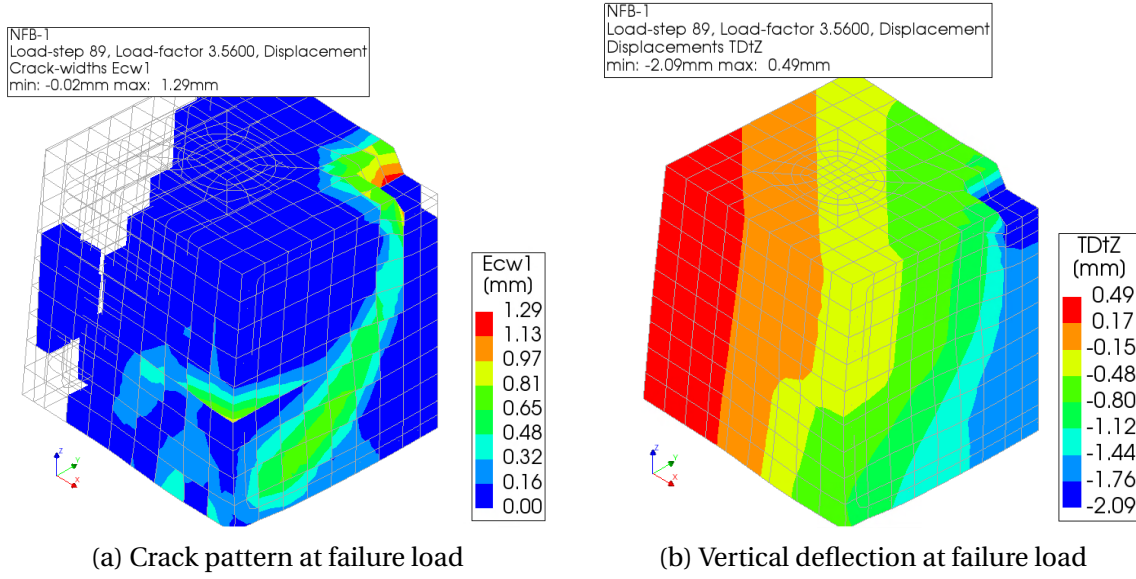 NFB-1
Load-step 89, Load-factor 3.5600, Displacement
Crack-widths Ecw1
min: -0.02mm max: 1.29mm
Ecw1
(mm)
1.29
1.13
0.97
0.81
0.65
0.48
0.32
0.16
0.00
Z
Y
X
(a) Crack pattern at failure load
NFB-1
Load-step 89, Load-factor 3.5600, Displacement
Displacements TDtZ
min: -2.09mm max: 0.49mm
TDtZ
(mm)
0.49
0.17
-0.15
-0.48
-0.80
-1.12
-1.44
-1.76
-2.09
Z
Y
X
(b) Vertical deflection at failure load